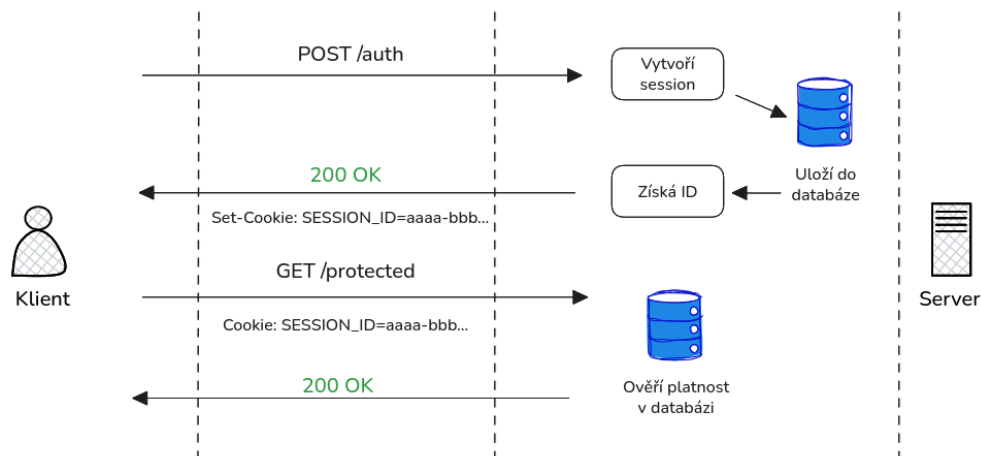 POST /auth
Vytvoří
session
200 OK
Získá ID
Uloží do
databáze
Set-Cookie: SESSION_ID=aaaa-bbb...
GET /protected
Klient
Server
Cookie: SESSION_ID=aaaa-bbb...
200 OK
Ověří platnost
v databázi